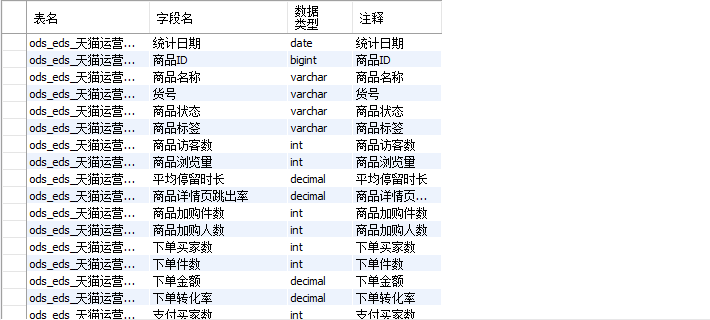 表名 字段名 数据类型 注释
ods_eds_天猫运营... 统计日期 date 统计日期
ods_eds_天猫运营... 商品ID bigint 商品ID
ods_eds_天猫运营... 商品名称 varchar 商品名称
ods_eds_天猫运营... 货号 varchar 货号
ods_eds_天猫运营... 商品状态 varchar 商品状态
ods_eds_天猫运营... 商品标签 varchar 商品标签
ods_eds_天猫运营... 商品访客数 int 商品访客数
ods_eds_天猫运营... 商品浏览量 int 商品浏览量
ods_eds_天猫运营... 平均停留时长 decimal 平均停留时长
ods_eds_天猫运营... 商品详情页跳出率 decimal 商品详情页...
ods_eds_天猫运营... 商品加购件数 int 商品加购件数
ods_eds_天猫运营... 商品加购人数 int 商品加购人数
ods_eds_天猫运营... 下单买家数 int 下单买家数
ods_eds_天猫运营... 下单件数 int 下单件数
ods_eds_天猫运营... 下单金额 decimal 下单金额
ods_eds_天猫运营... 下单转化率 decimal 下单转化率
ods_eds_天猫运营... 支付买家数 int 支付买家数